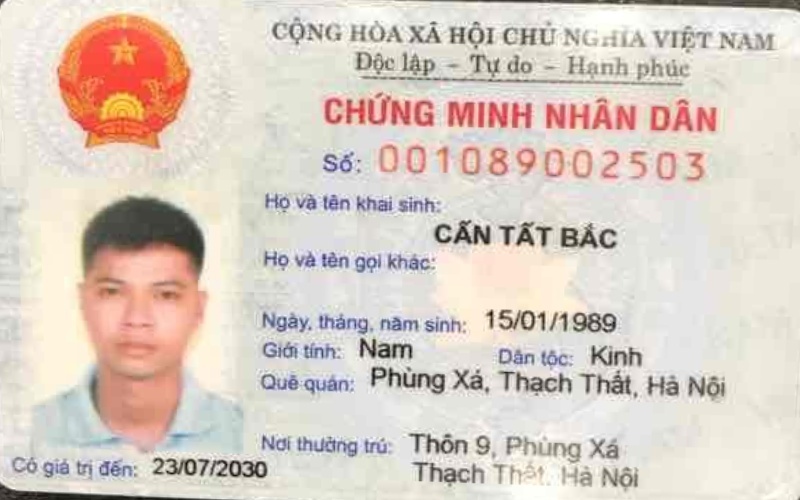 CỘNG HÒA XÃ HỘI CHỦ NGHĨA VIỆT NAM
Độc lập - Tự do - Hạnh phúc
CHỨNG MINH NHÂN DÂN
Số: 001089002503
Họ và tên khai sinh:
CẤN TẤT BẮC
Họ và tên gọi khác:
Ngày, tháng, năm sinh: 15/01/1989
Giới tính: Nam Dân tộc: Kinh
Quê quán: Phùng Xá, Thạch Thất, Hà Nội
Nơi thường trú: Thôn 9, Phùng Xá
Thạch Thất, Hà Nội
Có giá trị đến: 23/07/2030